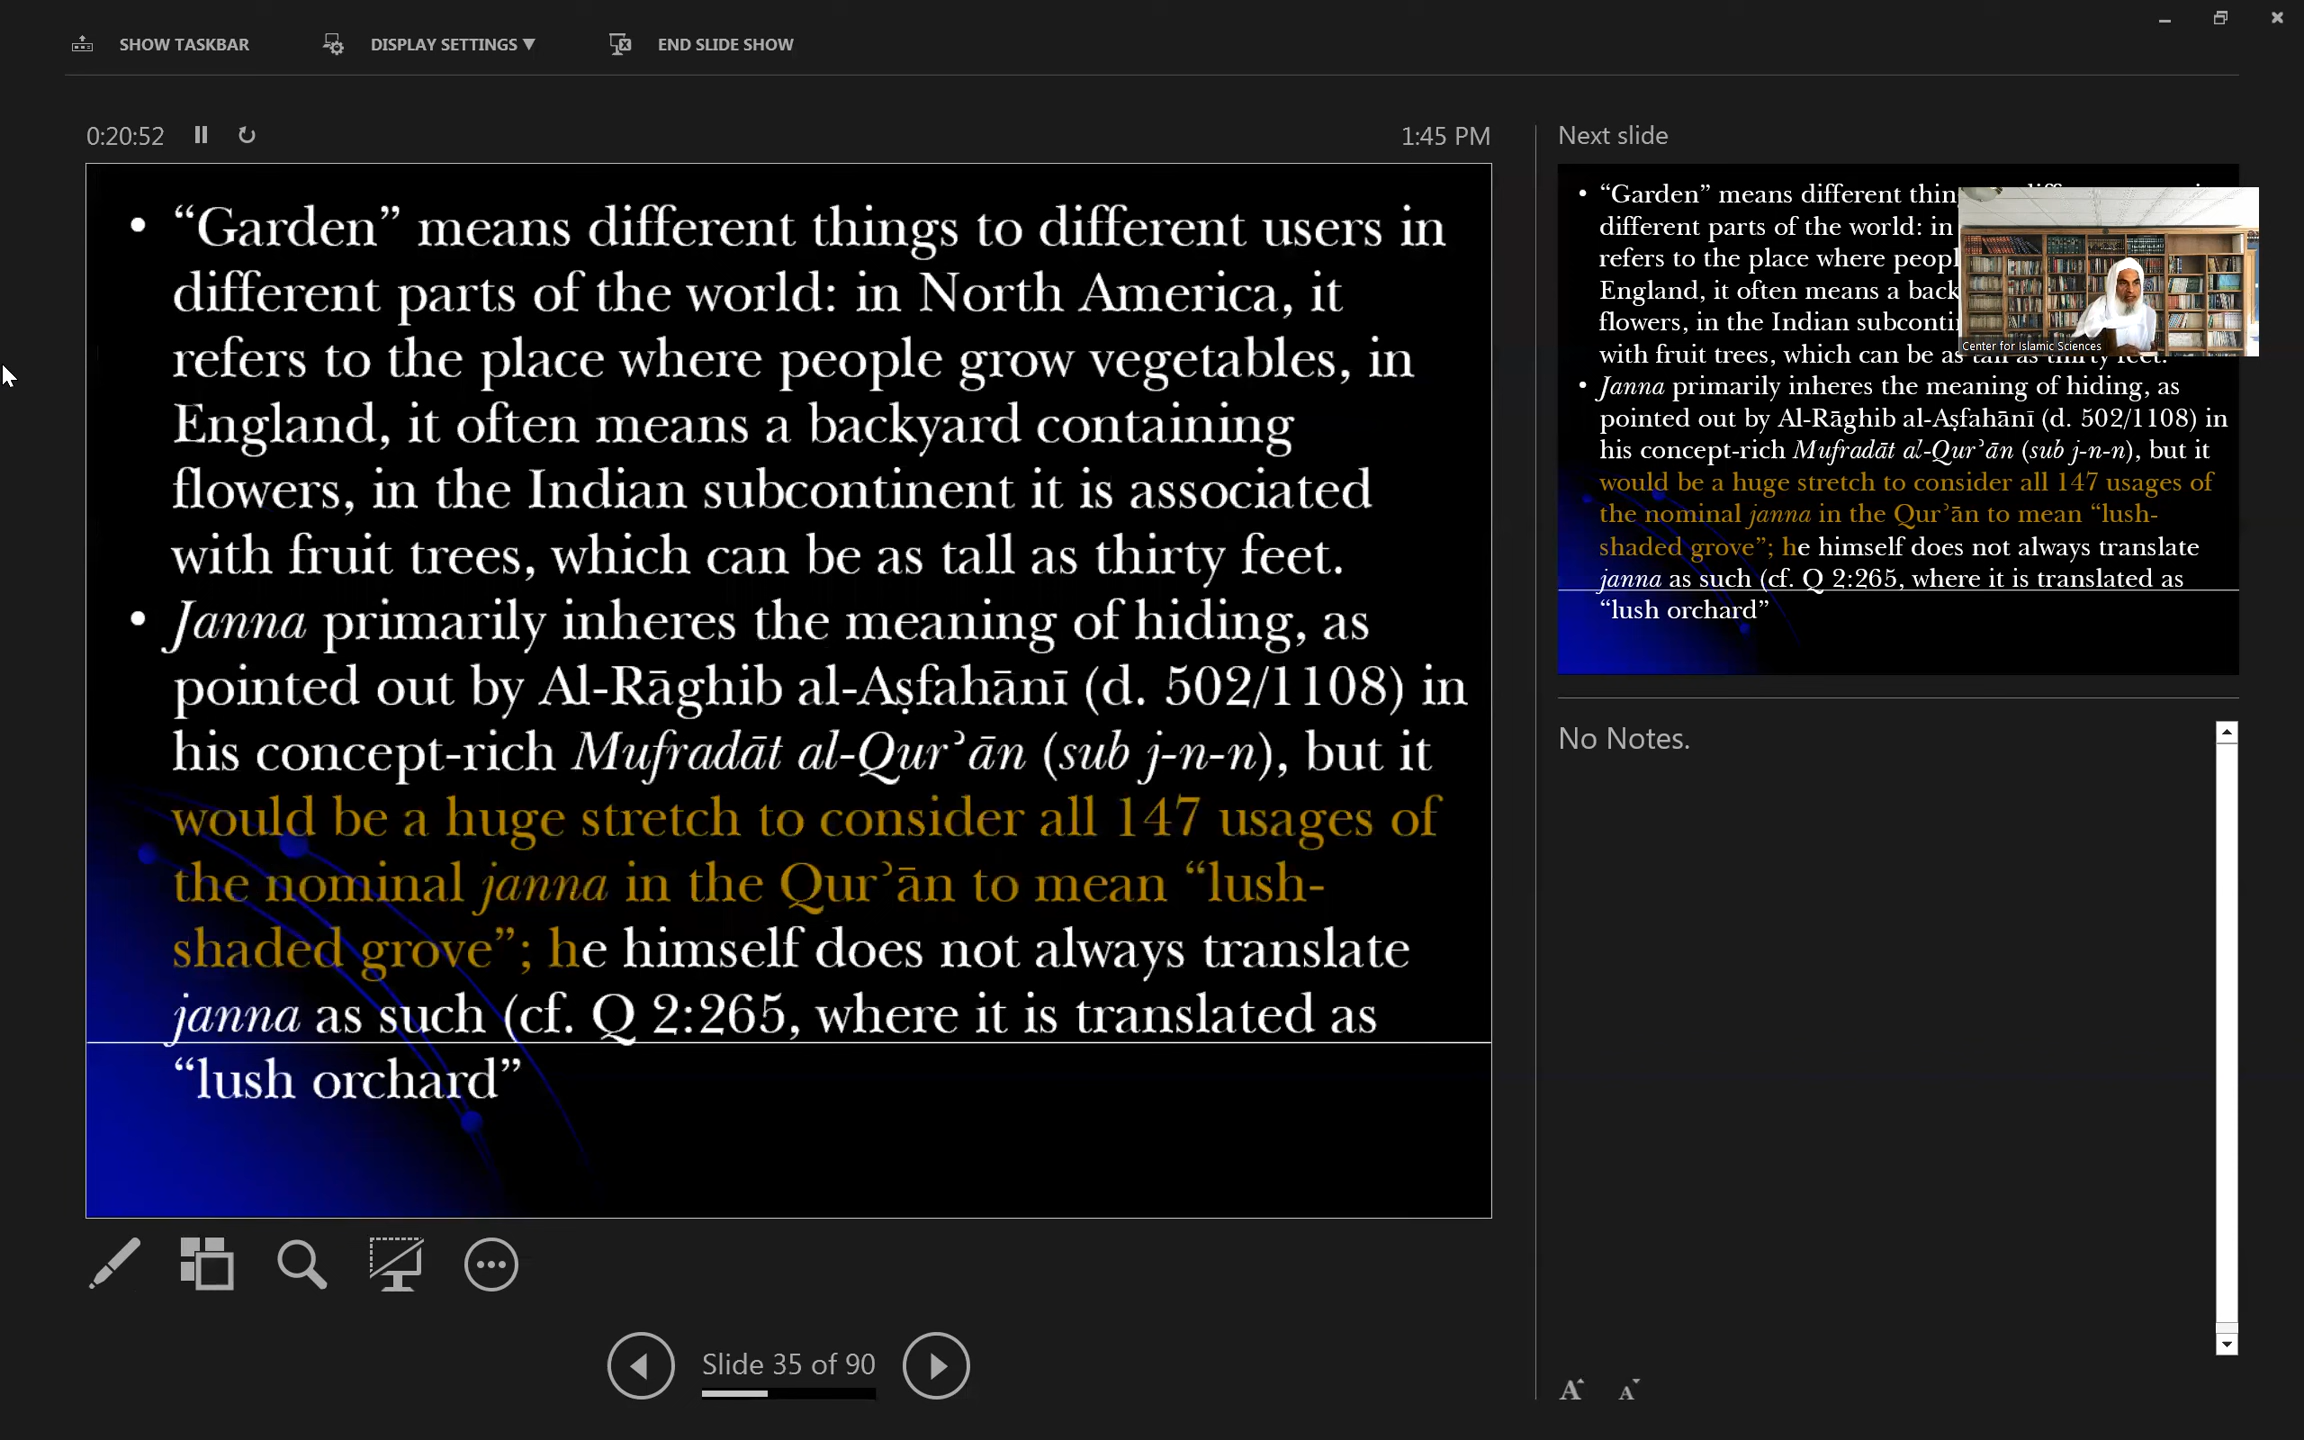 SHOW TASKBAR
DISPLAY SETTINGS ▼
END SLIDE SHOW
0:20:52
1:45 PM
• “Garden” means different things to different users in
different parts of the world: in North America, it
refers to the place where people grow vegetables, in
England, it often means a backyard containing
flowers, in the Indian subcontinent it is associated
with fruit trees, which can be as tall as thirty feet.
• Janna primarily inheres the meaning of hiding, as
pointed out by Al-Rāghib al-Aṣfahānī (d. 502/1108) in
his concept-rich Mufradāt al-Qurʾān (sub j-n-n), but it
would be a huge stretch to consider all 147 usages of
the nominal janna in the Qurʾān to mean “lush-
shaded grove”; he himself does not always translate
janna as such (cf. Q 2:265, where it is translated as
“lush orchard”
Slide 35 of 90
Next slide
• “Garden” means different
different parts of the world: in
refers to the place where
England, it often means a
flowers, in the Indian
with fruit trees, which can be as tall as thirty feet.
• Janna primarily inheres the meaning of hiding, as
pointed out by Al-Rāghib al-Aṣfahānī (d. 502/1108) in
his concept-rich Mufradāt al-Qurʾān (sub j-n-n), but it
would be a huge stretch to consider all 147 usages of
the nominal janna in the Qurʾān to mean “lush-
shaded grove”; he himself does not always translate
janna as such (cf. Q 2:265, where it is translated as
“lush orchard”
Center for Islamic Sciences
No Notes.
A A